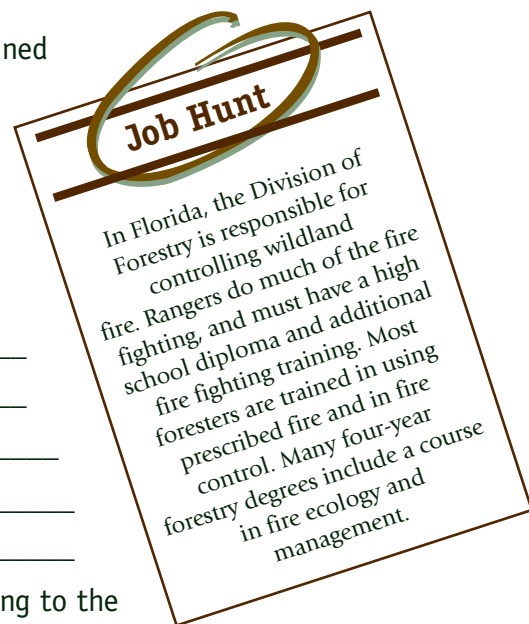 ned
Job Hunt
In Florida, the Division of
Forestry is responsible for
controlling wildland
fire. Rangers do much of the fire
fighting, and must have a high
school diploma and additional
fire fighting training. Most
foresters are trained in using
prescribed fire and in fire
control. Many four-year
forestry degrees include a course
in fire ecology and
management.
ng to the